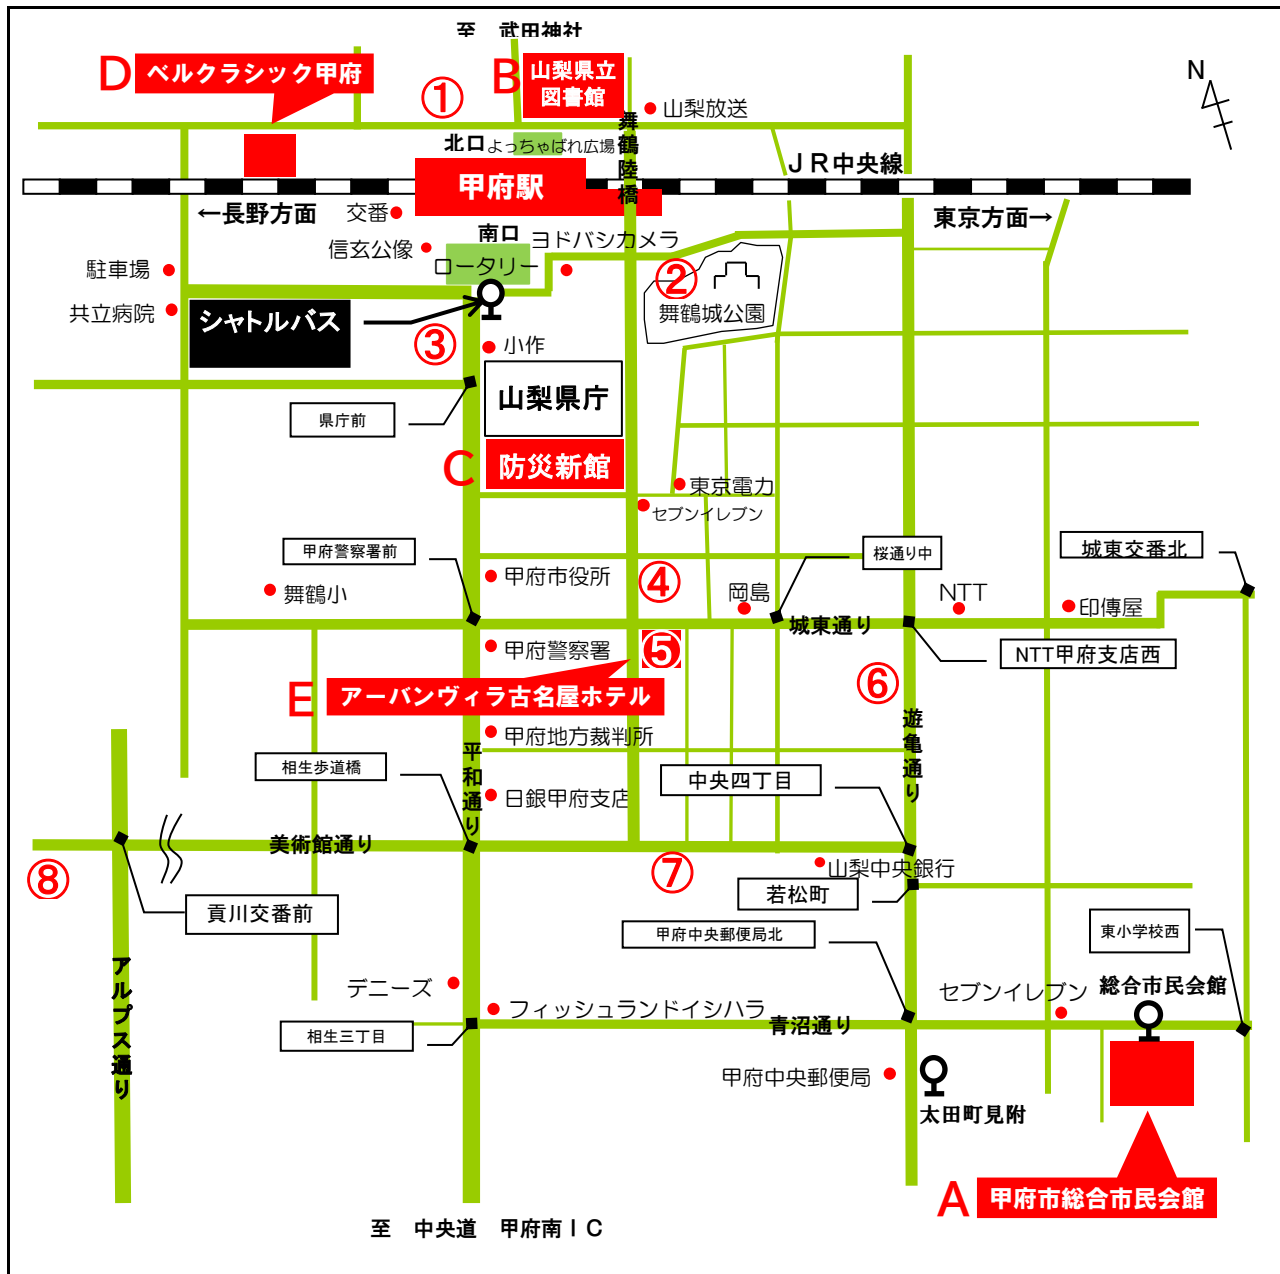 至　武田神社
D
ベルクラシック甲府
①
B
山梨県立
図書館
山梨放送
N
舞鶴陸橋
北口
よっちゃばれ広場
甲府駅
JR中央線
←長野方面
交番
東京方面→
信玄公像
南口
ヨドバシカメラ
ロータリー
駐車場
②
共立病院
シャトルバス
舞鶴城公園
③
小作
山梨県庁
県庁前
C
防災新館
東京電力
セブンイレブン
甲府警察署前
桜通り中
城東交番北
甲府市役所
④
舞鶴小
岡島
NTT
印傳屋
城東通り
甲府警察署
⑤
NTT甲府支店西
E
アーバンヴィラ古名屋ホテル
⑥
遊亀通り
甲府地方裁判所
平和通り
相生歩道橋
中央四丁目
日銀甲府支店
美術館通り
⑧
⑦
山梨中央銀行
若松町
貢川交番前
甲府中央郵便局北
東小学校西
アルプス通り
デニーズ
セブンイレブン
総合市民会館
フィッシュランドイシハラ
青沼通り
相生三丁目
甲府中央郵便局
太田町見附
A
甲府市総合市民会館
至　中央道　甲府南IC